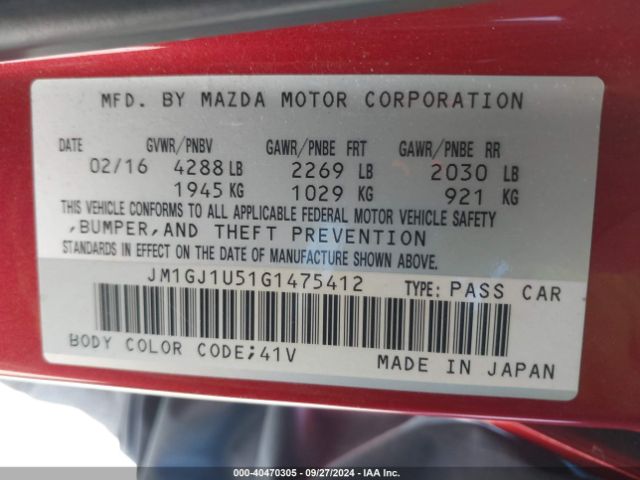 MFD. BY MAZDA MOTOR CORPORATION
DATE GVWR/PNBV GAWR/PNBE FRT GAWR/PNBE RR
02/16 4288 LB 2269 LB 2030 LB
1945 KG 1029 KG 921 KG
THIS VEHICLE CONFORMS TO ALL APPLICABLE FEDERAL MOTOR VEHICLE SAFETY
,BUMPER,AND THEFT PREVENTION
STANDARDS IN EFFECT ON THE DATE OF MANUFACTURE SHOWN ABOVE.
JM1GJ1U51G1475412 TYPE: PASS CAR
BODY COLOR CODE;41V MADE IN JAPAN
000-40470305 - 09/27/2024 - IAA Inc.